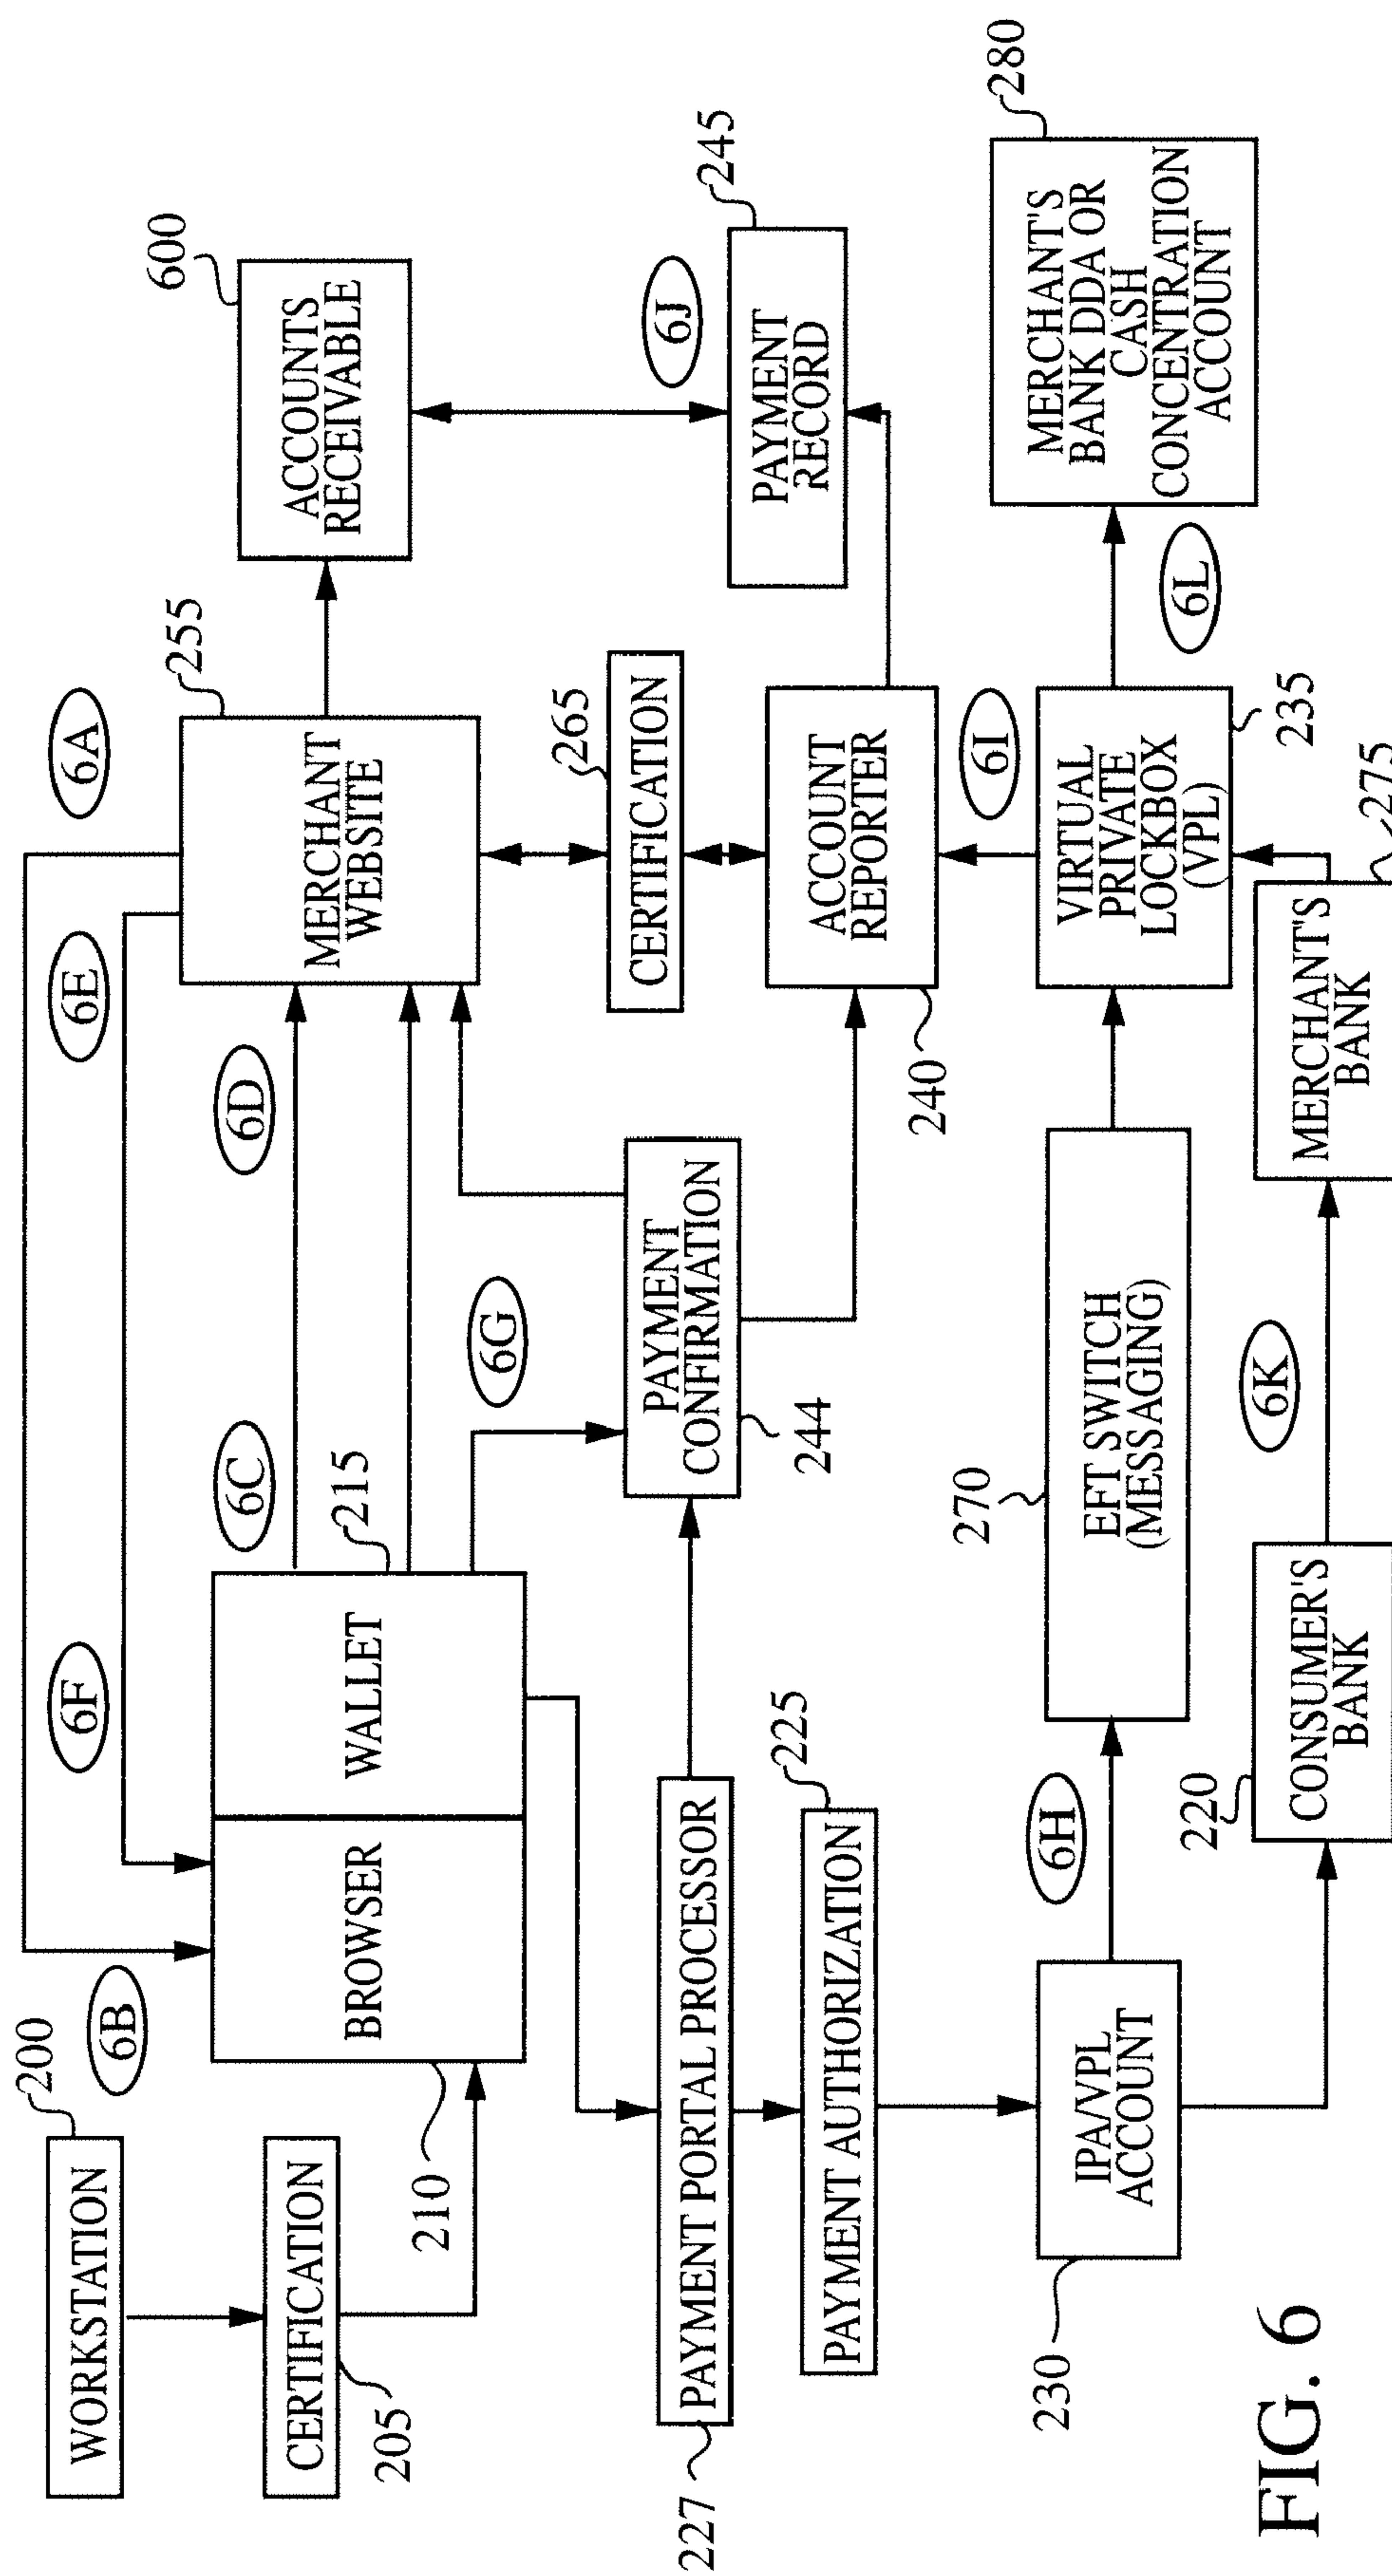 WORKSTATION
200
CERTIFICATION
205
6B
6F
6E
6A
BROWSER
210
WALLET
215
6C
6D
MERCHANT
WEBSITE
255
ACCOUNTS
RECEIVABLE
600
6G
PAYMENT
CONFIRMATION
244
CERTIFICATION
265
6J
PAYMENT
RECORD
245
PAYMENT PORTAL PROCESSOR
227
PAYMENT AUTHORIZATION
225
ACCOUNT
REPORTER
240
6I
IPA/VPL
ACCOUNT
230
6H
EFT SWITCH
(MESSAGING)
270
VIRTUAL
PRIVATE
LOCKBOX
(VPL)
235
6L
MERCHANT'S
BANK DDA OR
CASH
CONCENTRATION
ACCOUNT
280
CONSUMER'S
BANK
220
6K
MERCHANT'S
BANK
275
FIG. 6